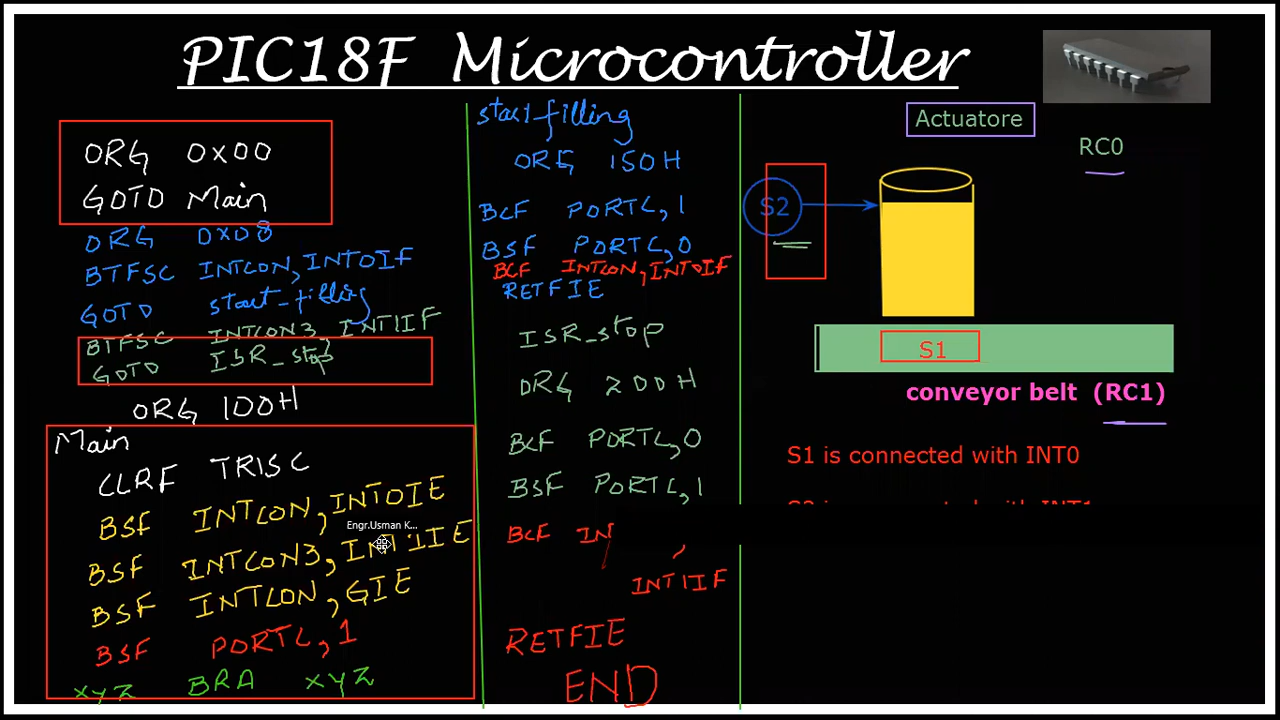 PIC18F Microcontroller
ORG 0x00
GOTO Main
ORG 0x08
BTFSC INTCON, INT0IF
GOTO start_filling
BTFSC INTCON3, INT1IF
GOTO ISR_stop
ORG 100H
Main
CLRF TRISC
BSF INTCON, INT0IE
Engr.Usman K...
BSF INTCON3, INT1IE
BSF INTCON, GIE
BSF PORTC, 1
xyz BRA xyz
start_filling
ORG 150H
BCF PORTC, 1
BSF PORTC, 0
BCF INTCON, INT0IF
RETFIE
ISR_stop
ORG 200H
BCF PORTC, 0
BSF PORTC, 1
BCF IN
INT1IF
RETFIE
END
Actuatore
RC0
S2
S1
conveyor belt (RC1)
S1 is connected with INT0